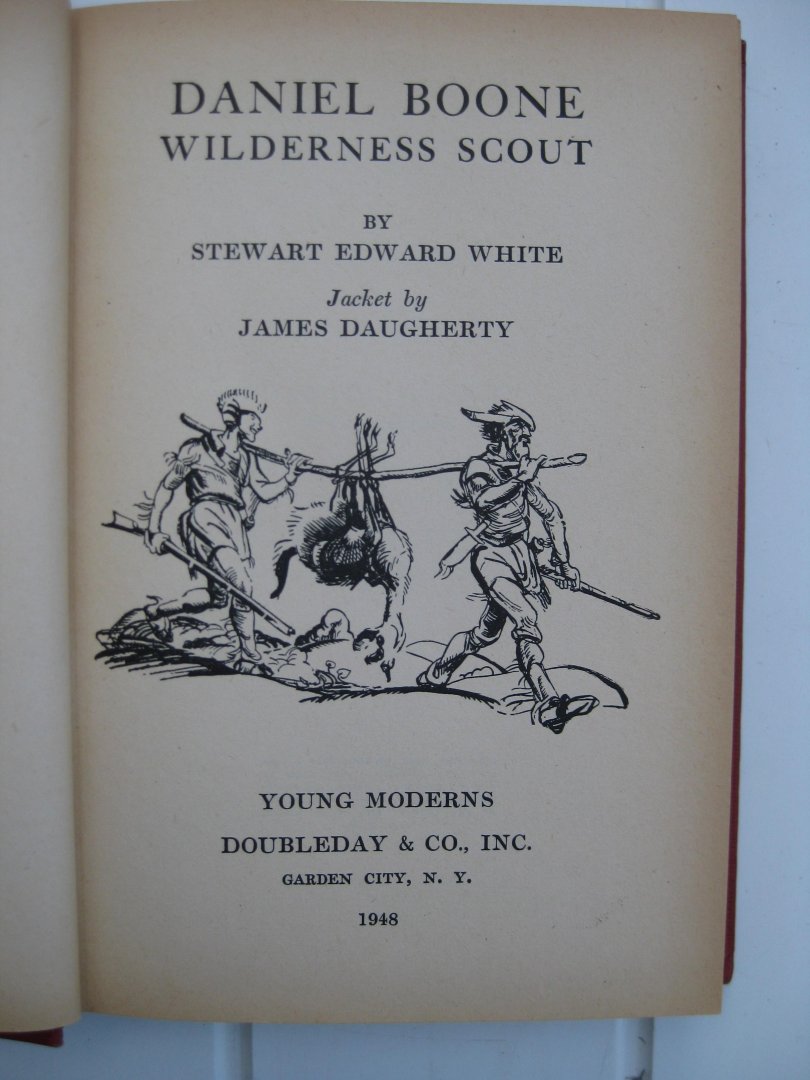 DANIEL BOONE
WILDERNESS SCOUT
BY
STEWART EDWARD WHITE
Jacket by
JAMES DAUGHERTY
YOUNG MODERNS
DOUBLEDAY & CO., INC.
GARDEN CITY, N. Y.
1948